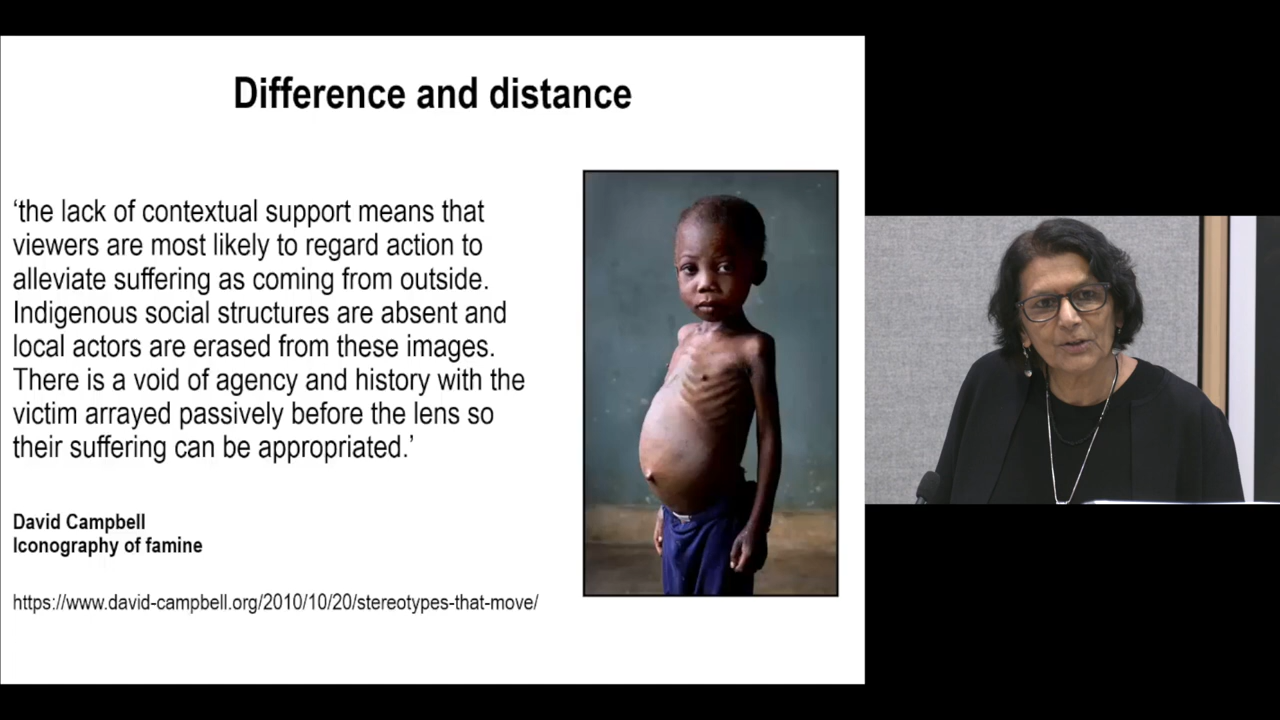 Difference and distance
‘the lack of contextual support means that
viewers are most likely to regard action to
alleviate suffering as coming from outside.
Indigenous social structures are absent and
local actors are erased from these images.
There is a void of agency and history with the
victim arrayed passively before the lens so
their suffering can be appropriated.’
David Campbell
Iconography of famine
https://www.david-campbell.org/2010/10/20/stereotypes-that-move/